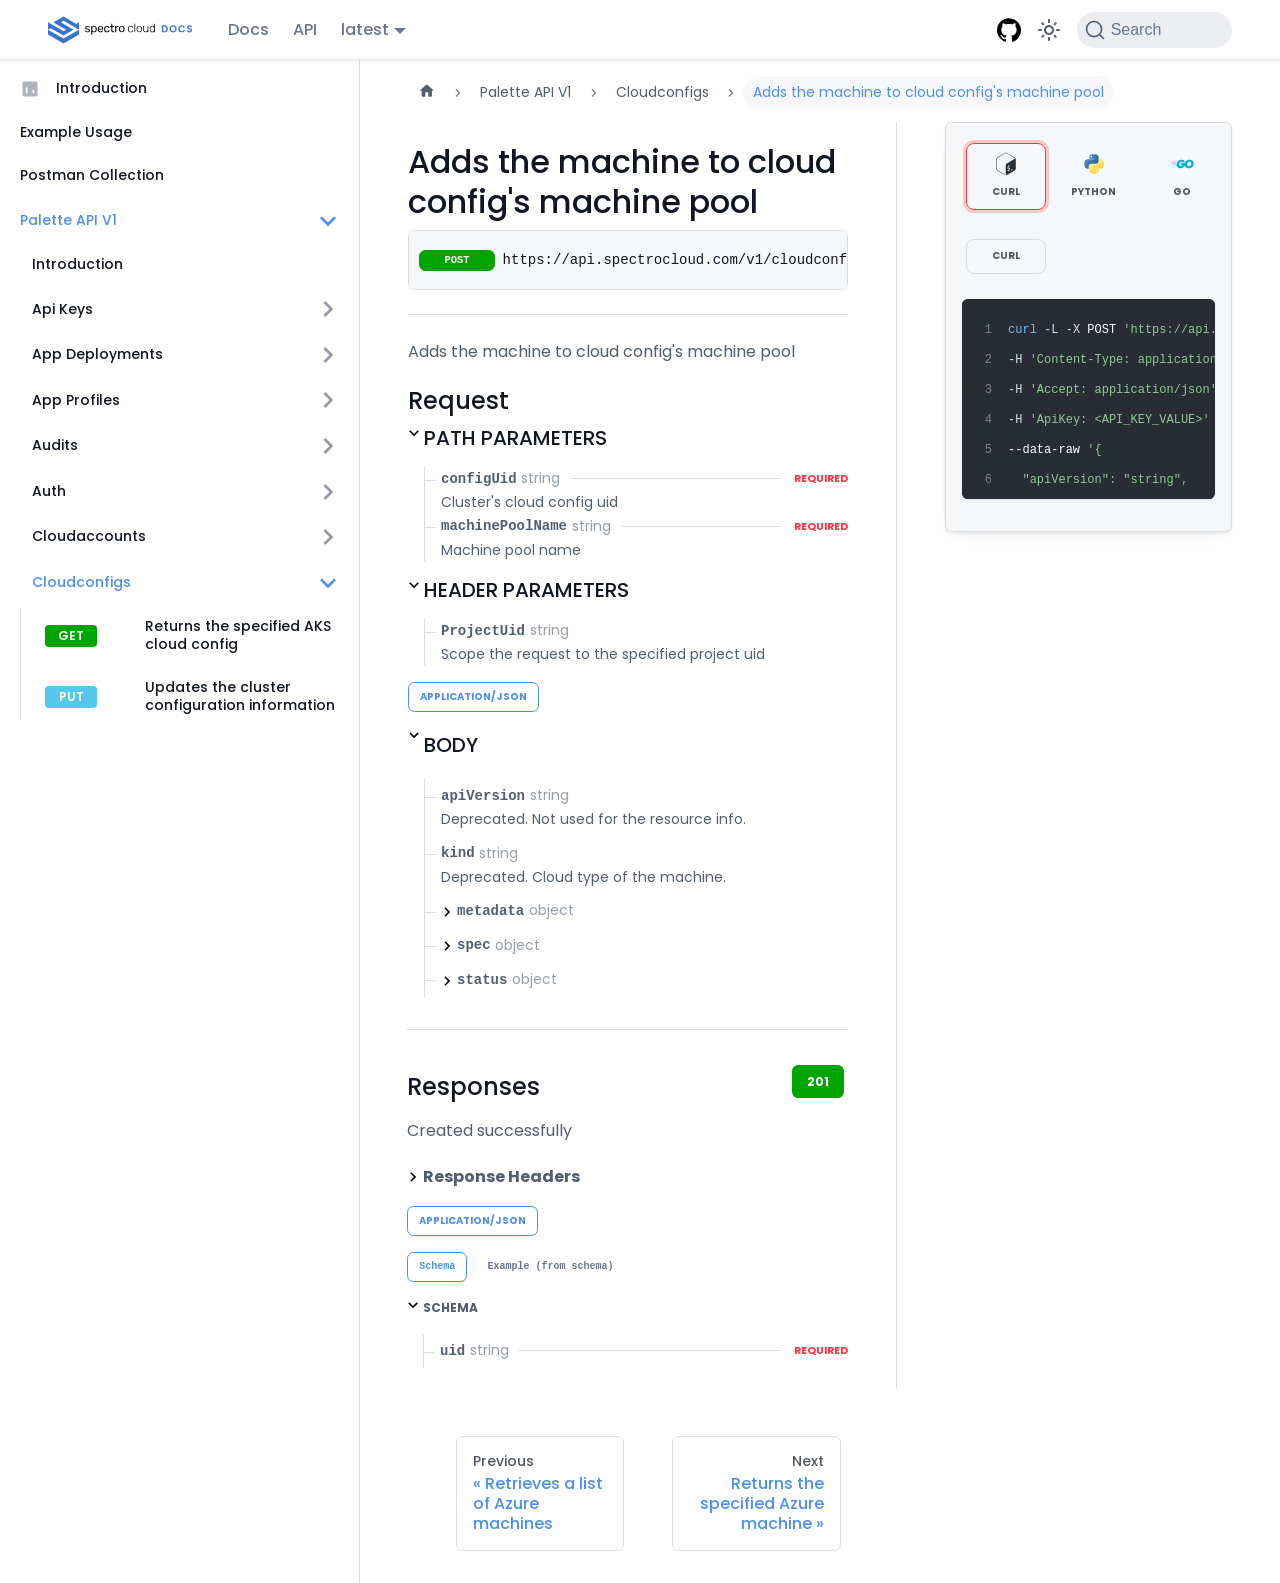 spectro cloud DOCS
Docs
API
latest
Search
Introduction
Example Usage
Postman Collection
Palette API V1
Introduction
Api Keys
App Deployments
App Profiles
Audits
Auth
Cloudaccounts
Cloudconfigs
GET
Returns the specified AKS
cloud config
PUT
Updates the cluster
configuration information
Palette API V1
Cloudconfigs
Adds the machine to cloud config's machine pool
Adds the machine to cloud
config's machine pool
POST https://api.spectrocloud.com/v1/cloudconf
Adds the machine to cloud config's machine pool
Request
PATH PARAMETERS
configUid string REQUIRED
Cluster's cloud config uid
machinePoolName string REQUIRED
Machine pool name
HEADER PARAMETERS
ProjectUid string
Scope the request to the specified project uid
APPLICATION/JSON
BODY
apiVersion string
Deprecated. Not used for the resource info.
kind string
Deprecated. Cloud type of the machine.
metadata object
spec object
status object
Responses
201
Created successfully
Response Headers
APPLICATION/JSON
Schema
Example (from schema)
SCHEMA
uid string REQUIRED
Previous
« Retrieves a list
of Azure
machines
Next
Returns the
specified Azure
machine »
CURL
PYTHON
GO
GO
CURL
1 curl -L -X POST 'https://api.
2 -H 'Content-Type: application
3 -H 'Accept: application/json'
4 -H 'ApiKey: <API_KEY_VALUE>'
5 --data-raw '{
6 "apiVersion": "string",